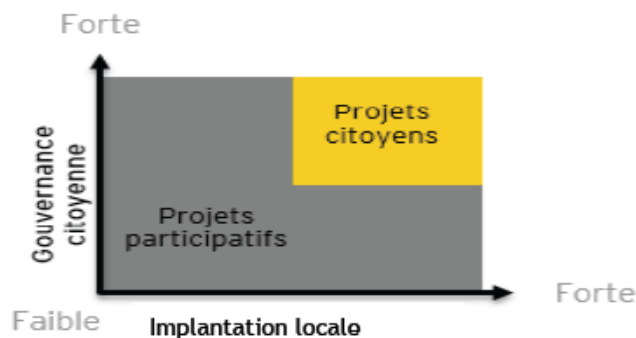 Forte
Projets
citoyens
Gouvernance
citoyenne
Projets
participatifs
Forte
Faible
Implantation locale